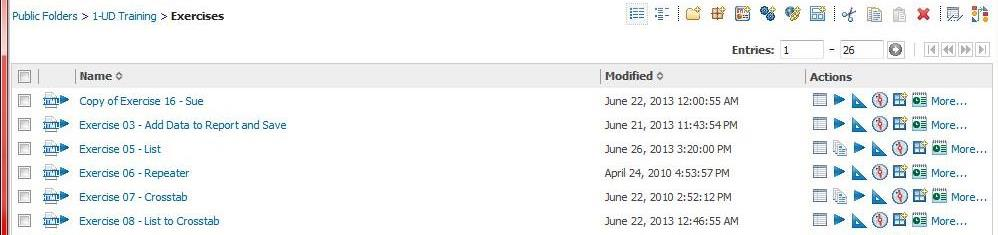 Public Folders > 1-UD Training > Exercises
Entries: 1 - 26
Name Modified Actions
Copy of Exercise 16 - Sue June 22, 2013 12:00:55 AM More...
Exercise 03 - Add Data to Report and Save June 21, 2013 11:43:54 PM More...
Exercise 05 - List June 26, 2013 3:20:00 PM More...
Exercise 06 - Repeater April 24, 2010 4:53:57 PM More...
Exercise 07 - Crosstab June 22, 2010 2:52:12 PM More...
Exercise 08 - List to Crosstab June 22, 2013 12:46:55 AM More...